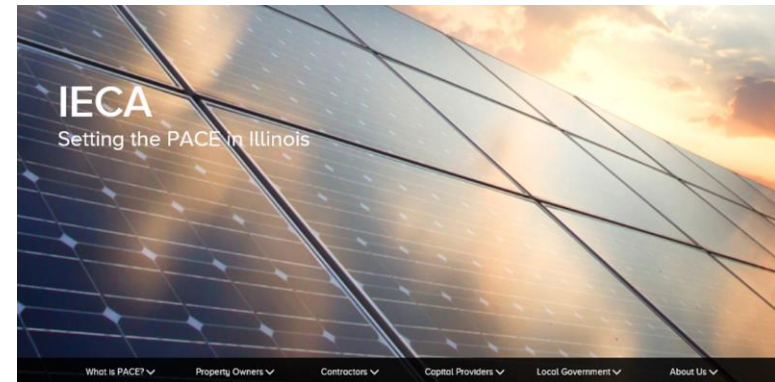 IECA
Setting the PACE in Illinois
What is PACE? Property Owners Contractors Capital Providers Local Government About Us